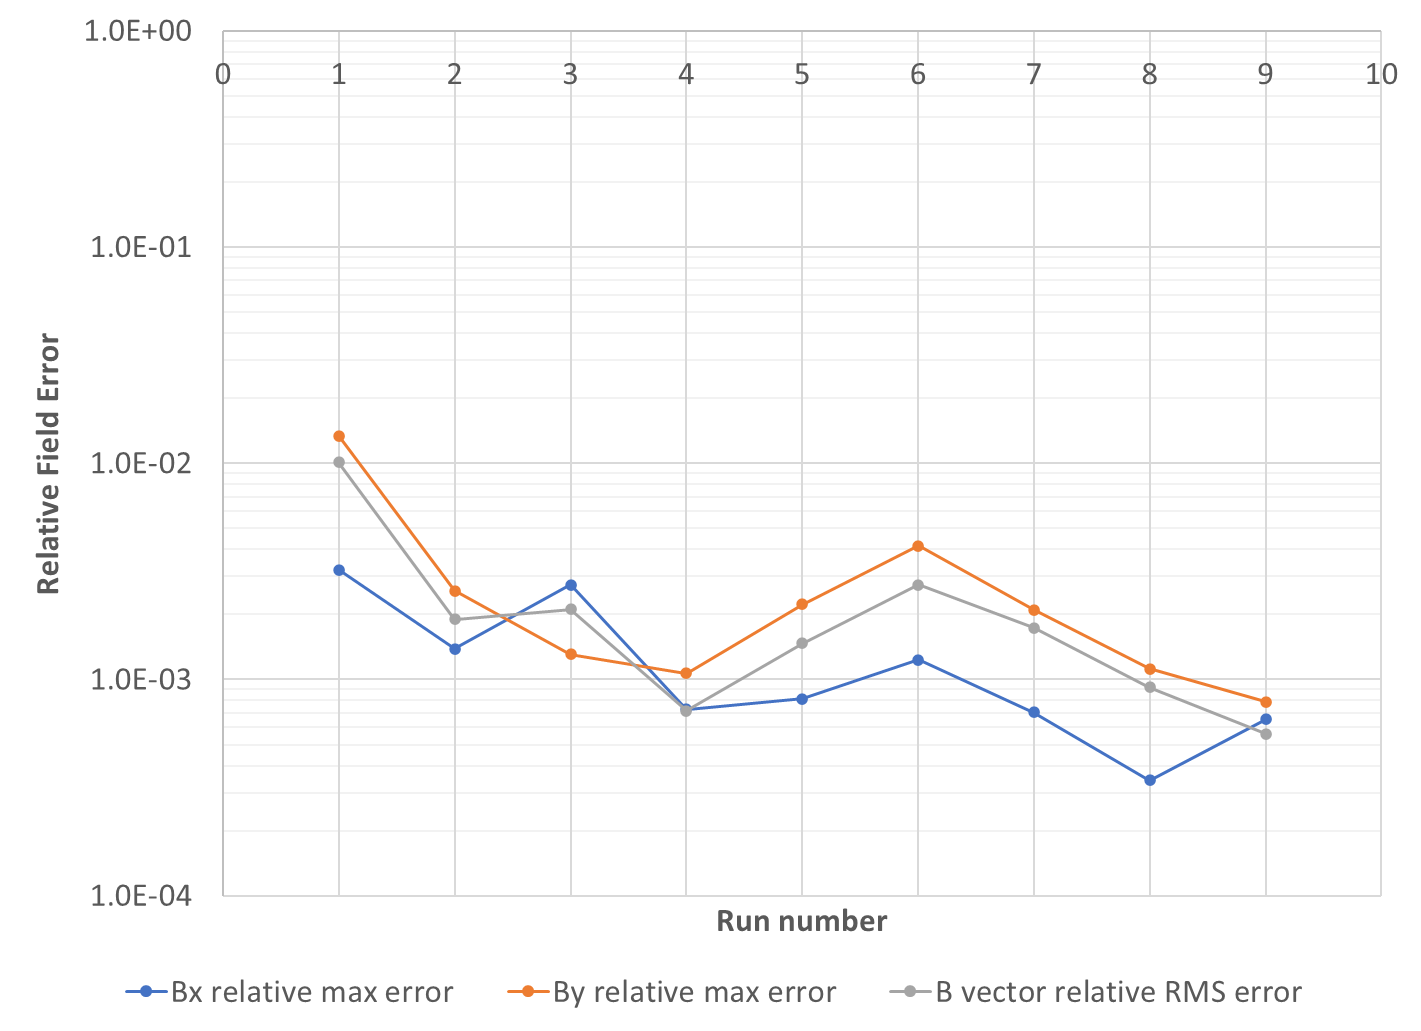 1.0E+00
0 1 2 3 4 5 6 7 8 9 10
1.0E-01
1.0E-02
1.0E-03
1.0E-04
Relative Field Error
Run number
Bx relative max error By relative max error B vector relative RMS error